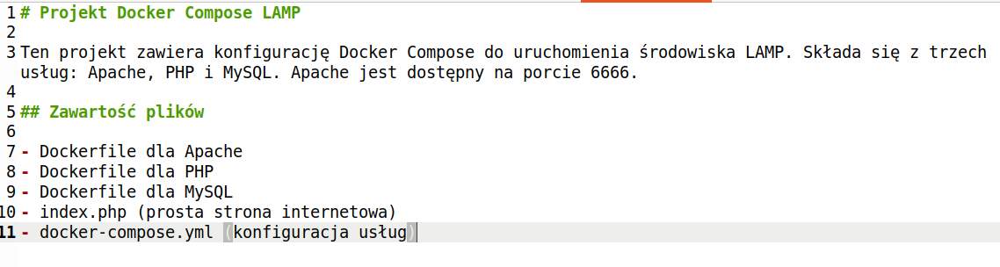 1 # Projekt Docker Compose LAMP
2
3 Ten projekt zawiera konfigurację Docker Compose do uruchomienia środowiska LAMP. Składa się z trzech
usług: Apache, PHP i MySQL. Apache jest dostępny na porcie 6666.
4
5 ## Zawartość plików
6
7 - Dockerfile dla Apache
8 - Dockerfile dla PHP
9 - Dockerfile dla MySQL
10 - index.php (prosta strona internetowa)
11 - docker-compose.yml (konfiguracja usług)